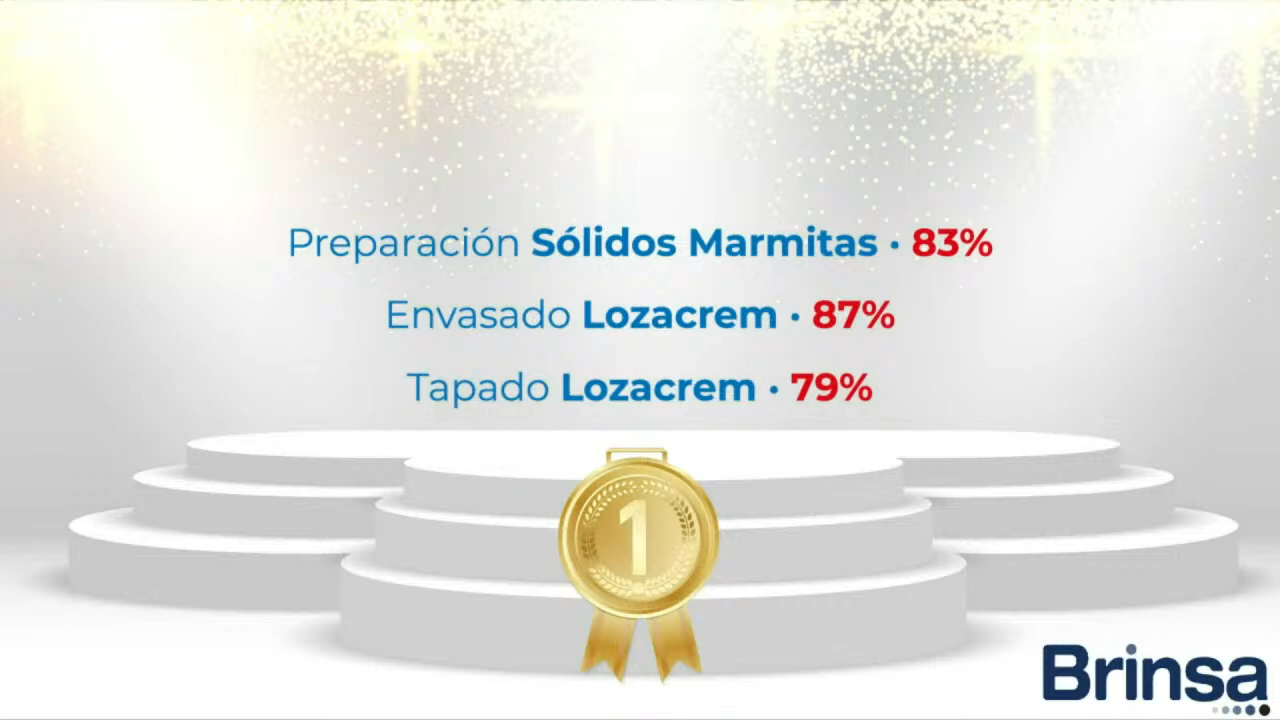 Preparación Sólidos Marmitas • 83%
Envasado Lozacrem • 87%
Tapado Lozacrem • 79%
1
Brinsa